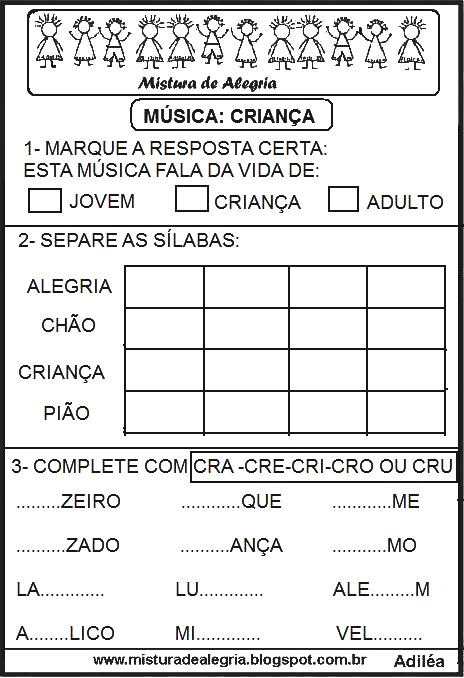 Mistura de Alegria
MÚSICA: CRIANÇA
1- MARQUE A RESPOSTA CERTA:
ESTA MÚSICA FALA DA VIDA DE:
JOVEM CRIANÇA ADULTO
2- SEPARE AS SÍLABAS:
ALEGRIA
CHÃO
CRIANÇA
PIÃO
3- COMPLETE COM CRA -CRE-CRI-CRO OU CRU
.........ZEIRO ............QUE ............ME
..........ZADO ..........ANÇA ...........MO
LA............. LU............. ALE.........M
A........LICO MI............. VEL..........
www.misturadealegria.blogspot.com.br Adiléa